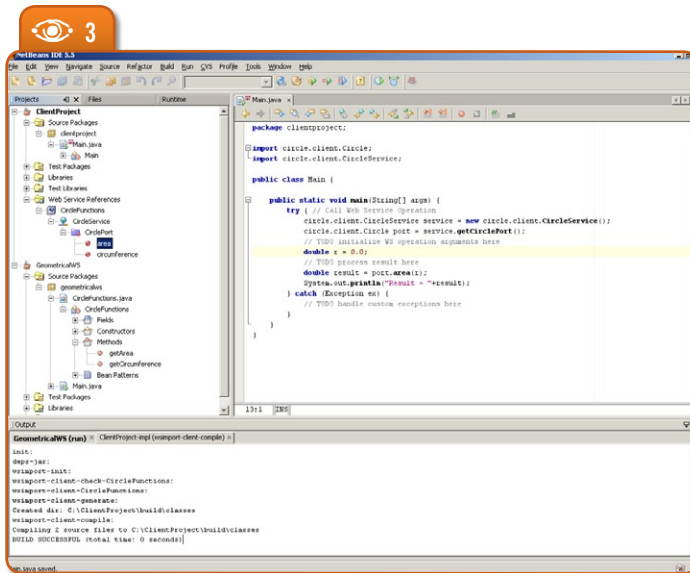 3
NetBeans IDE 5.5
File Edit View Navigate Source Refactor Build Run CVS Profile Tools Window Help
Projects Files Runtime
ClientProject
Source Packages
clientproject
Main.java
Main
Test Packages
Libraries
Test Libraries
Web Service References
CircleFunctions
CircleService
CirclePort
area
circumference
GeometricalWS
Source Packages
geometricalws
CircleFunctions.java
CircleFunctions
Fields
Constructors
Methods
getArea
getCircumference
Bean Patterns
Main.java
Test Packages
Libraries
Main.java
package clientproject;
import circle.client.Circle;
import circle.client.CircleService;
public class Main {
public static void main(String[] args) {
try { // Call Web Service Operation
circle.client.CircleService service = new circle.client.CircleService();
circle.client.Circle port = service.getCirclePort();
// TODO initialize WS operation arguments here
double r = 0.0;
// TODO process result here
double result = port.area(r);
System.out.println("Result = "+result);
} catch (Exception ex) {
// TODO handle custom exceptions here
}
}
}
13:1 INS
Output
GeometricalWS (run) ClientProject-impl (wsimport-client-compile)
init:
deps-jar:
wsimport-init:
wsimport-client-check-CircleFunctions:
wsimport-client-CircleFunctions:
wsimport-client-generate:
Created dir: C:\ClientProject\build\classes
wsimport-client-compile:
Compiling 2 source files to C:\ClientProject\build\classes
BUILD SUCCESSFUL (total time: 0 seconds)
Main.java saved.